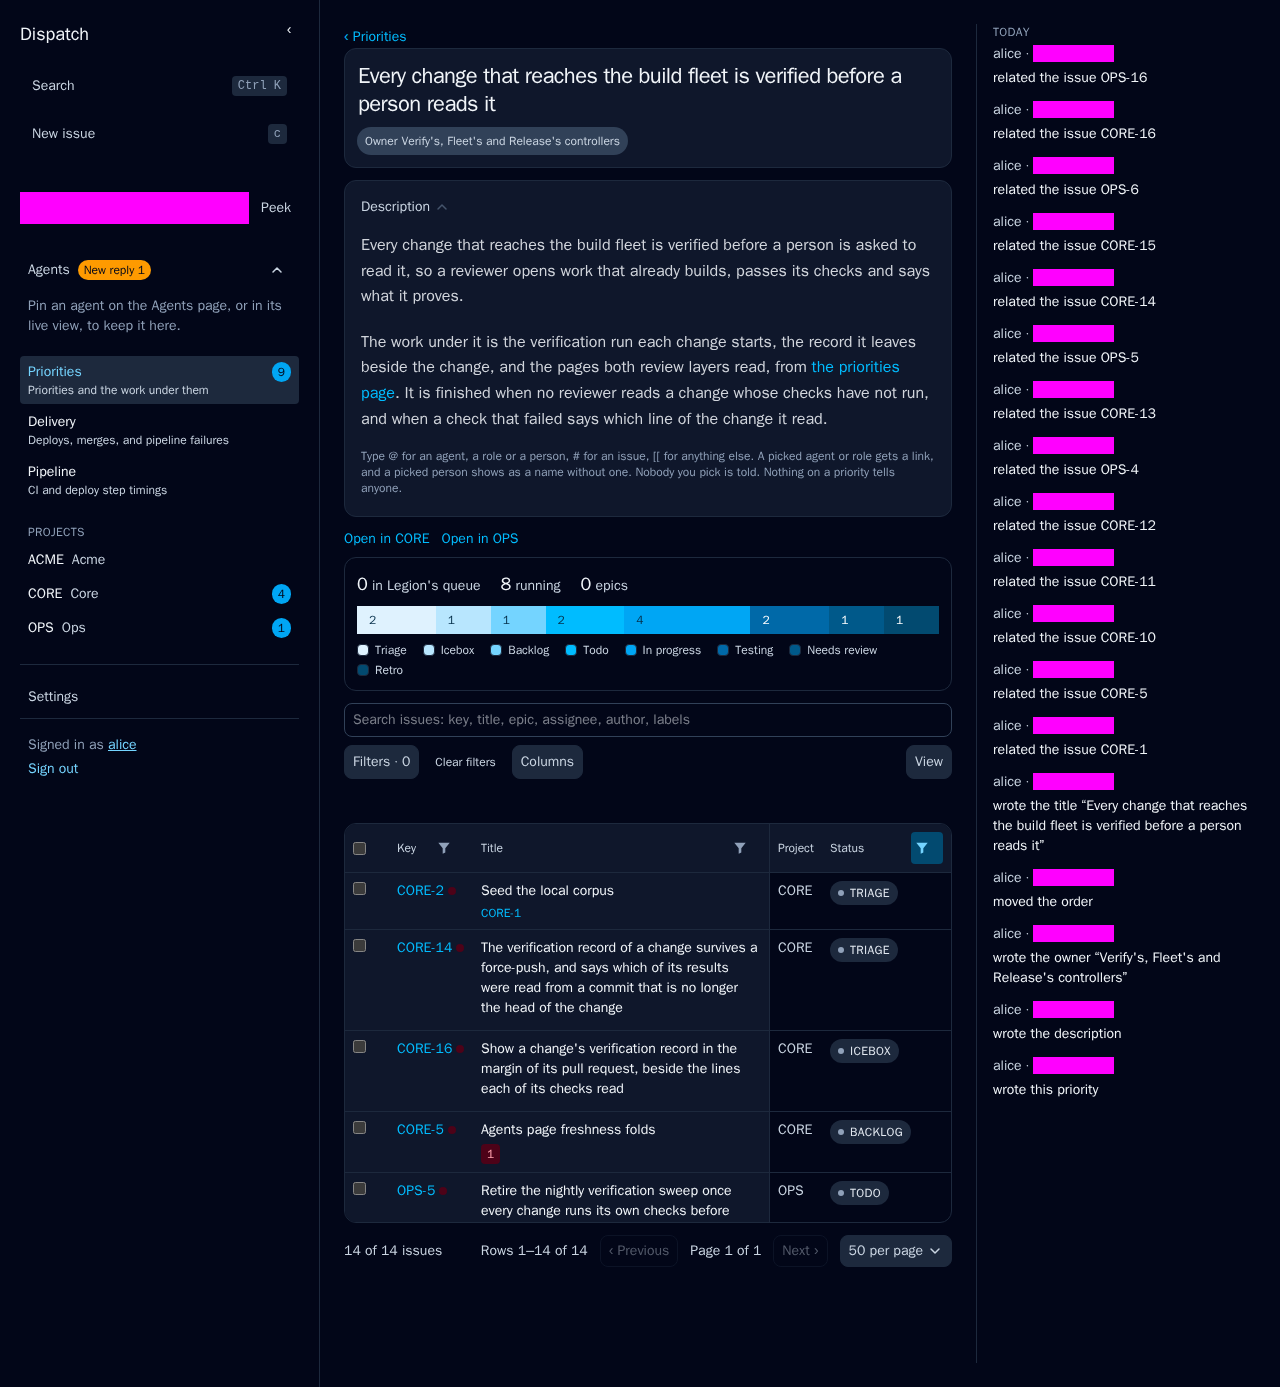 Dispatch
‹
Search
Ctrl K
New issue
C
Peek
Agents
New reply 1
Pin an agent on the Agents page, or in its
live view, to keep it here.
Priorities
9
Priorities and the work under them
Delivery
Deploys, merges, and pipeline failures
Pipeline
CI and deploy step timings
PROJECTS
ACME Acme
CORE Core
4
OPS Ops
1
Settings
Signed in as alice
Sign out
‹ Priorities
Every change that reaches the build fleet is verified before a
person reads it
Owner Verify's, Fleet's and Release's controllers
Description
Every change that reaches the build fleet is verified before a person is asked to
read it, so a reviewer opens work that already builds, passes its checks and says
what it proves.
The work under it is the verification run each change starts, the record it leaves
beside the change, and the pages both review layers read, from the priorities
page. It is finished when no reviewer reads a change whose checks have not run,
and when a check that failed says which line of the change it read.
Type @ for an agent, a role or a person, # for an issue, [[ for anything else. A picked agent or role gets a link,
and a picked person shows as a name without one. Nobody you pick is told. Nothing on a priority tells
anyone.
Open in CORE Open in OPS
0 in Legion's queue 8 running 0 epics
2 1 1 2 4 2 1 1
Triage Icebox Backlog Todo In progress Testing Needs review
Retro
Search issues: key, title, epic, assignee, author, labels
Filters · 0 Clear filters Columns View
Key Title Project Status
CORE-2 Seed the local corpus CORE TRIAGE
CORE-1
CORE-14 The verification record of a change survives a CORE TRIAGE
force-push, and says which of its results
were read from a commit that is no longer
the head of the change
CORE-16 Show a change's verification record in the CORE ICEBOX
margin of its pull request, beside the lines
each of its checks read
CORE-5 Agents page freshness folds CORE BACKLOG
1
OPS-5 Retire the nightly verification sweep once OPS TODO
every change runs its own checks before
14 of 14 issues Rows 1–14 of 14 ‹ Previous Page 1 of 1 Next › 50 per page
TODAY
alice ·
related the issue OPS-16
alice ·
related the issue CORE-16
alice ·
related the issue OPS-6
alice ·
related the issue CORE-15
alice ·
related the issue CORE-14
alice ·
related the issue OPS-5
alice ·
related the issue CORE-13
alice ·
related the issue OPS-4
alice ·
related the issue CORE-12
alice ·
related the issue CORE-11
alice ·
related the issue CORE-10
alice ·
related the issue CORE-5
alice ·
related the issue CORE-1
alice ·
wrote the title “Every change that reaches
the build fleet is verified before a person
reads it”
alice ·
moved the order
alice ·
wrote the owner “Verify's, Fleet's and
Release's controllers”
alice ·
wrote the description
alice ·
wrote this priority